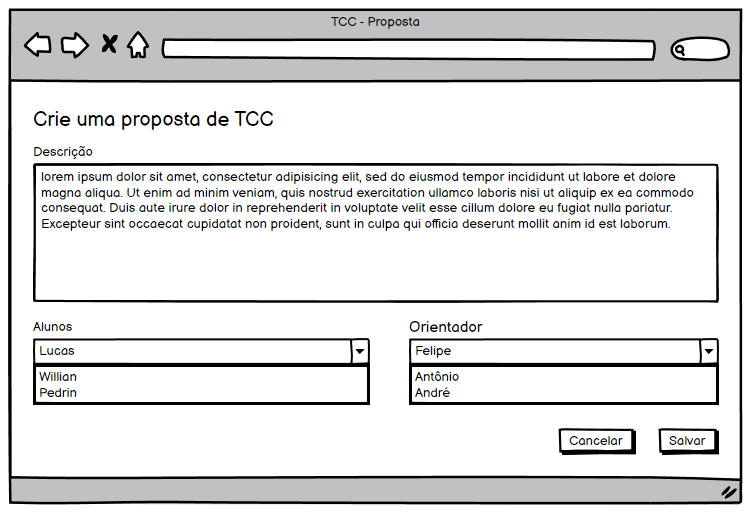 TCC - Proposta
Crie uma proposta de TCC
Descrição
lorem ipsum dolor sit amet, consectetur adipisicing elit, sed do eiusmod tempor incididunt ut labore et dolore
magna aliqua. Ut enim ad minim veniam, quis nostrud exercitation ullamco laboris nisi ut aliquip ex ea commodo
consequat. Duis aute irure dolor in reprehenderit in voluptate velit esse cillum dolore eu fugiat nulla pariatur.
Excepteur sint occaecat cupidatat non proident, sunt in culpa qui officia deserunt mollit anim id est laborum.
Alunos
Lucas
Willian
Pedrin
Orientador
Felipe
Antônio
André
Cancelar
Salvar